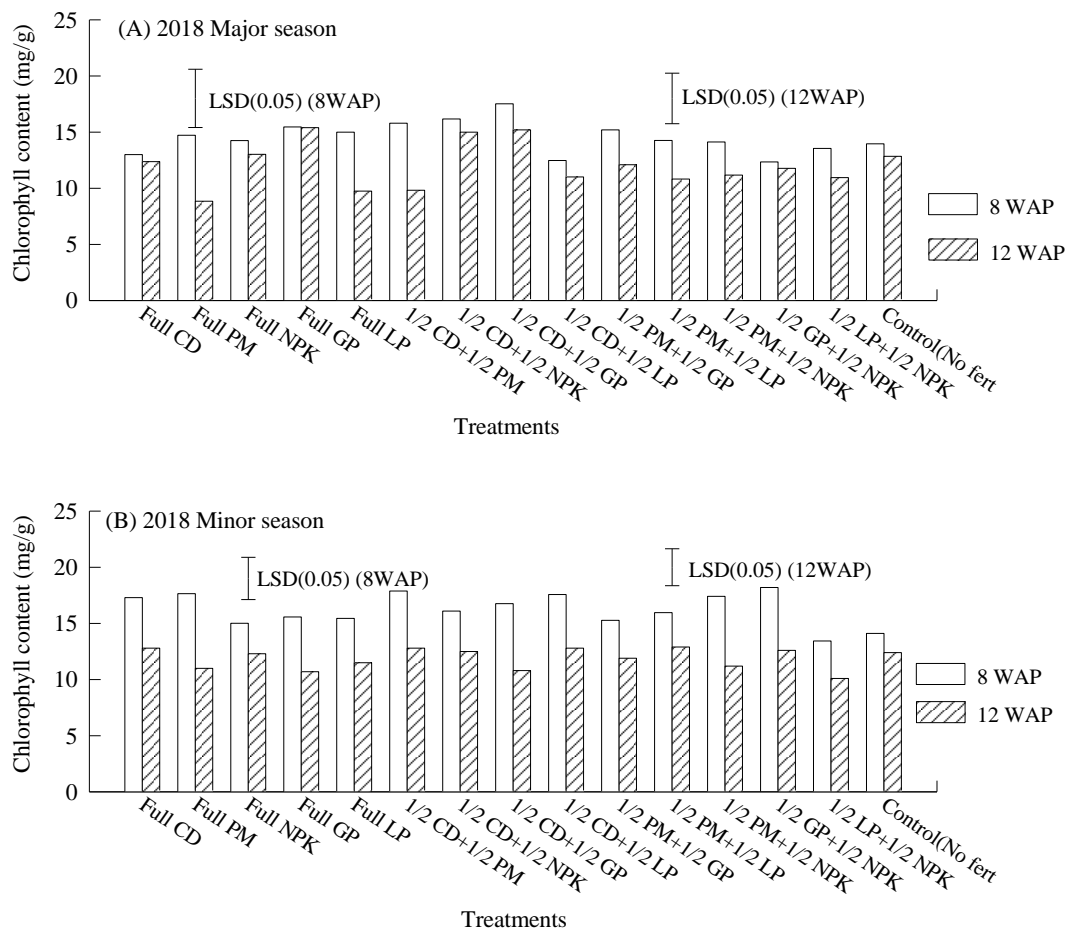 (A) 2018 Major season
Chlorophyll content (mg/g)
25
20
15
10
5
0
LSD(0.05) (8WAP)
LSD(0.05) (12WAP)
8 WAP
12 WAP
Full CD
Full PM
Full NPK
Full GP
Full LP
1/2 CD+1/2 PM
1/2 CD+1/2 NPK
1/2 CD+1/2 GP
1/2 CD+1/2 LP
1/2 PM+1/2 GP
1/2 PM+1/2 LP
1/2 PM+1/2 NPK
1/2 GP+1/2 NPK
1/2 LP+1/2 NPK
Control(No fert
Treatments
(B) 2018 Minor season
Chlorophyll content (mg/g)
25
20
15
10
5
0
LSD(0.05) (8WAP)
LSD(0.05) (12WAP)
8 WAP
12 WAP
Full CD
Full PM
Full NPK
Full GP
Full LP
1/2 CD+1/2 PM
1/2 CD+1/2 NPK
1/2 CD+1/2 GP
1/2 CD+1/2 LP
1/2 PM+1/2 GP
1/2 PM+1/2 LP
1/2 PM+1/2 NPK
1/2 GP+1/2 NPK
1/2 LP+1/2 NPK
Control(No fert
Treatments